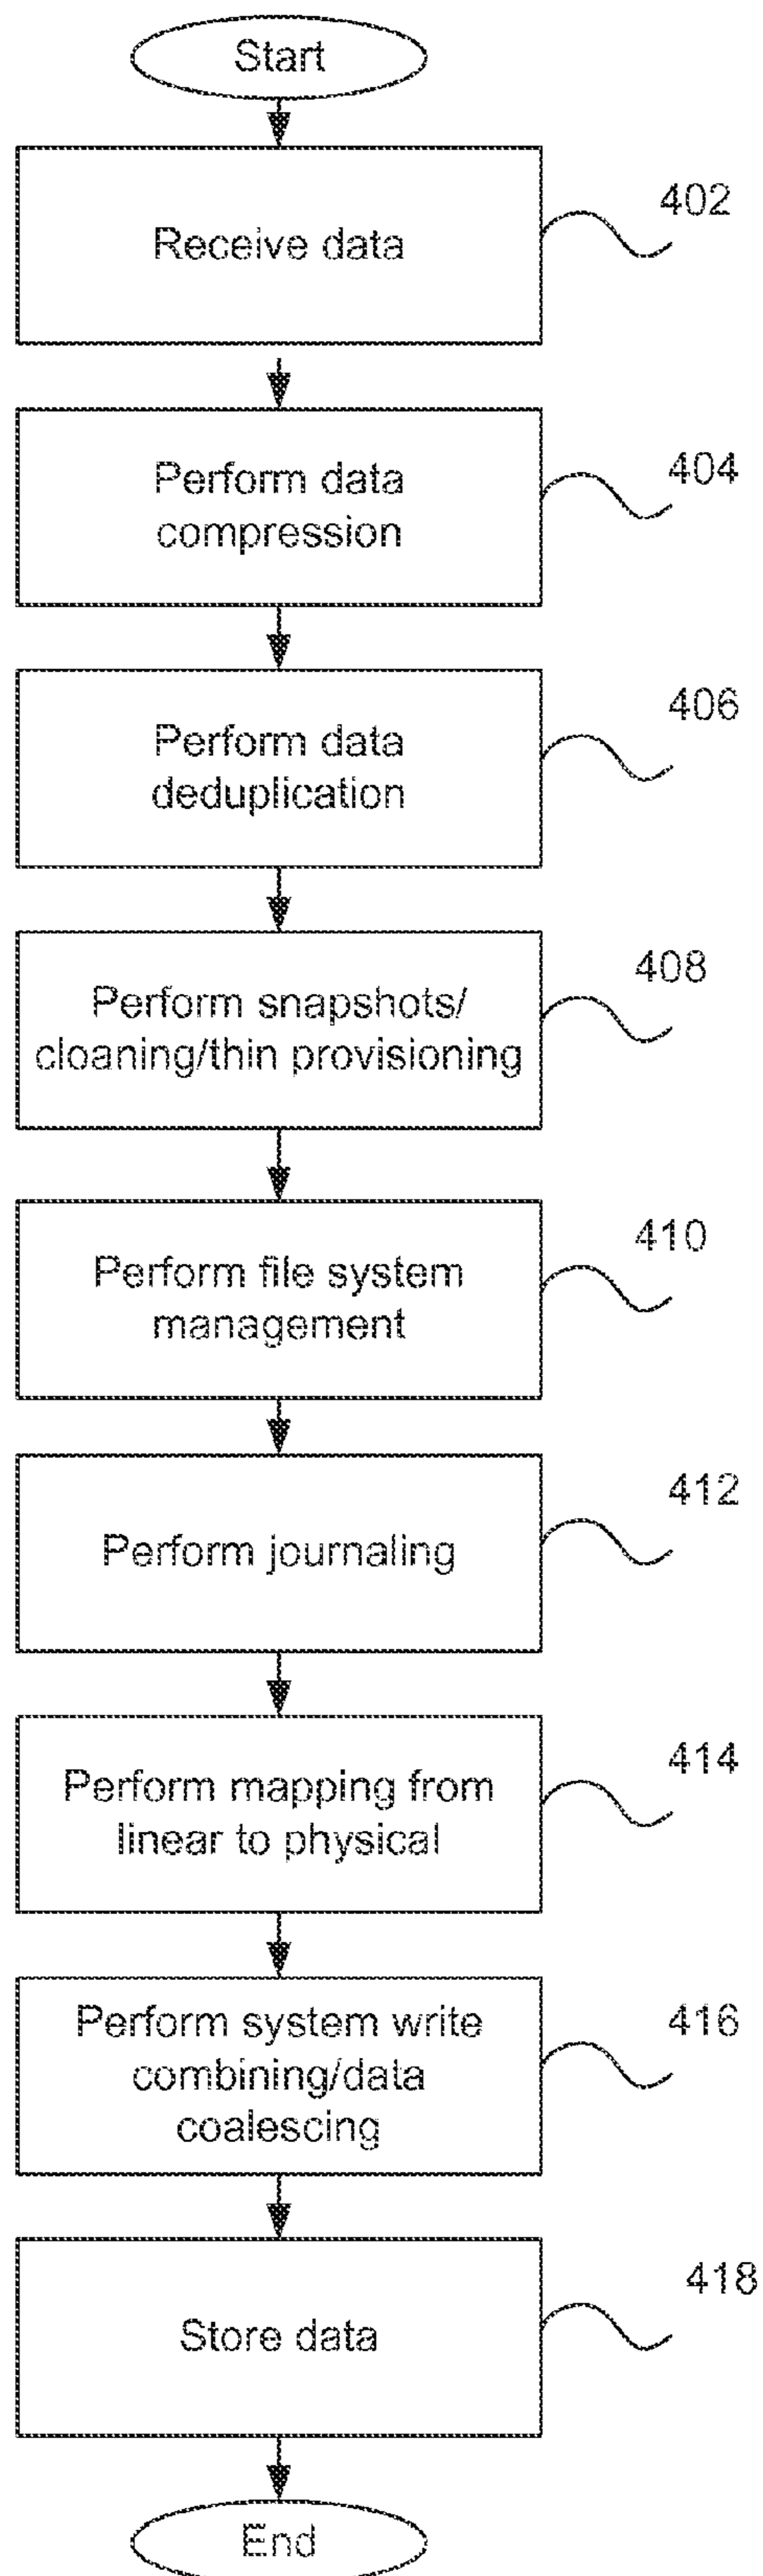 Start
Receive data
402
Perform data
compression
404
Perform data
deduplication
406
Perform snapshots/
cloaning/thin provisioning
408
Perform file system
management
410
Perform journaling
412
Perform mapping from
linear to physical
414
Perform system write
combining/data
coalescing
416
Store data
418
End